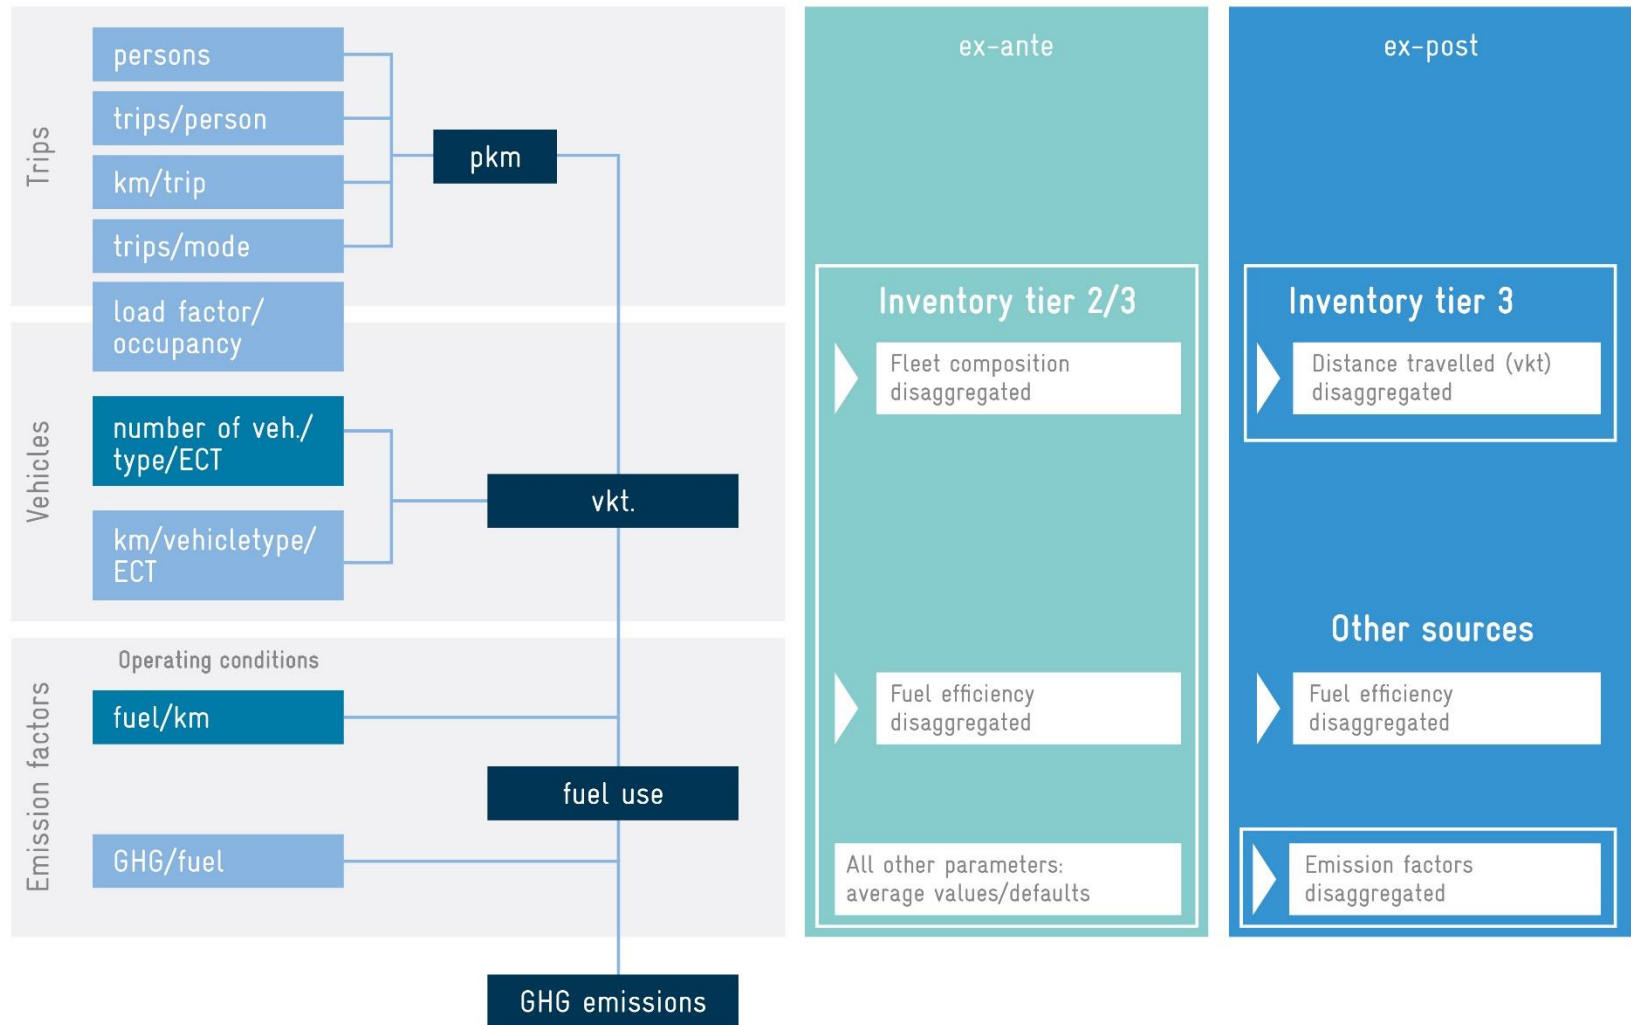 Trips
persons
trips/person
km/trip
trips/mode
load factor/
occupancy
pkm
Vehicles
number of veh./
type/ECT
km/vehicletype/
ECT
vkt.
Emission factors
Operating conditions
fuel/km
fuel use
GHG/fuel
GHG emissions
ex-ante
Inventory tier 2/3
Fleet composition
disaggregated
Fuel efficiency
disaggregated
All other parameters:
average values/defaults
ex-post
Inventory tier 3
Distance travelled (vkt)
disaggregated
Other sources
Fuel efficiency
disaggregated
Emission factors
disaggregated